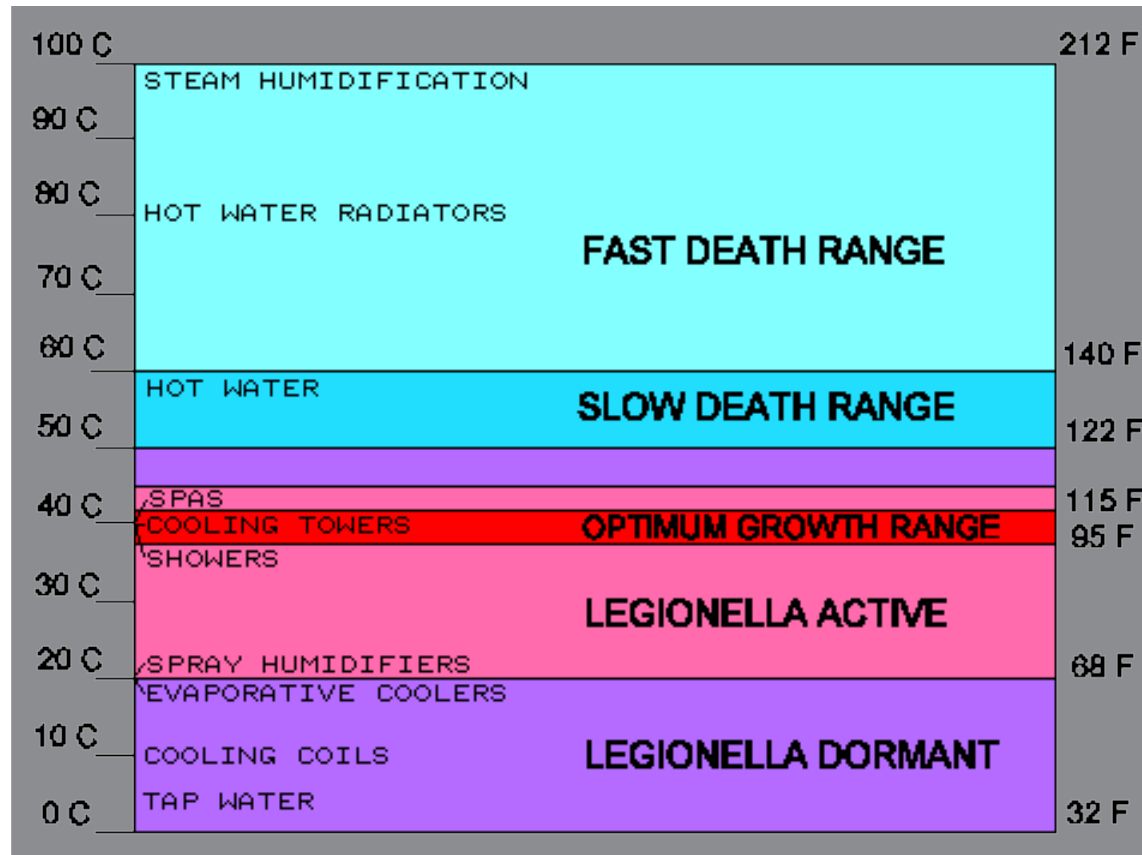 100 C
212 F
STEAM HUMIDIFICATION
90 C
80 C
HOT WATER RADIATORS
FAST DEATH RANGE
70 C
60 C
140 F
HOT WATER
SLOW DEATH RANGE
50 C
122 F
SPAS
115 F
40 C
COOLING TOWERS
OPTIMUM GROWTH RANGE
95 F
SHOWERS
30 C
LEGIONELLA ACTIVE
20 C
SPRAY HUMIDIFIERS
68 F
EVAPORATIVE COOLERS
10 C
COOLING COILS
LEGIONELLA DORMANT
TAP WATER
0 C
32 F